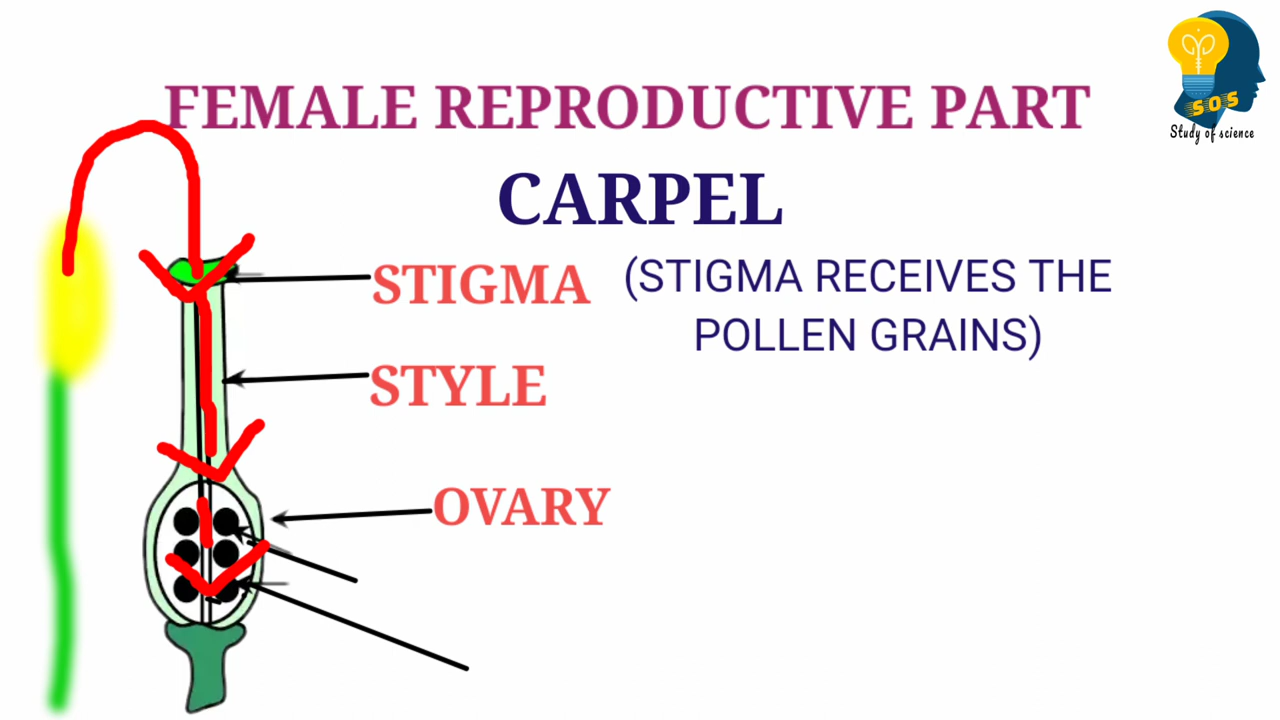 SOS
Study of science
FEMALE REPRODUCTIVE PART
CARPEL
STIGMA
(STIGMA RECEIVES THE
POLLEN GRAINS)
STYLE
OVARY